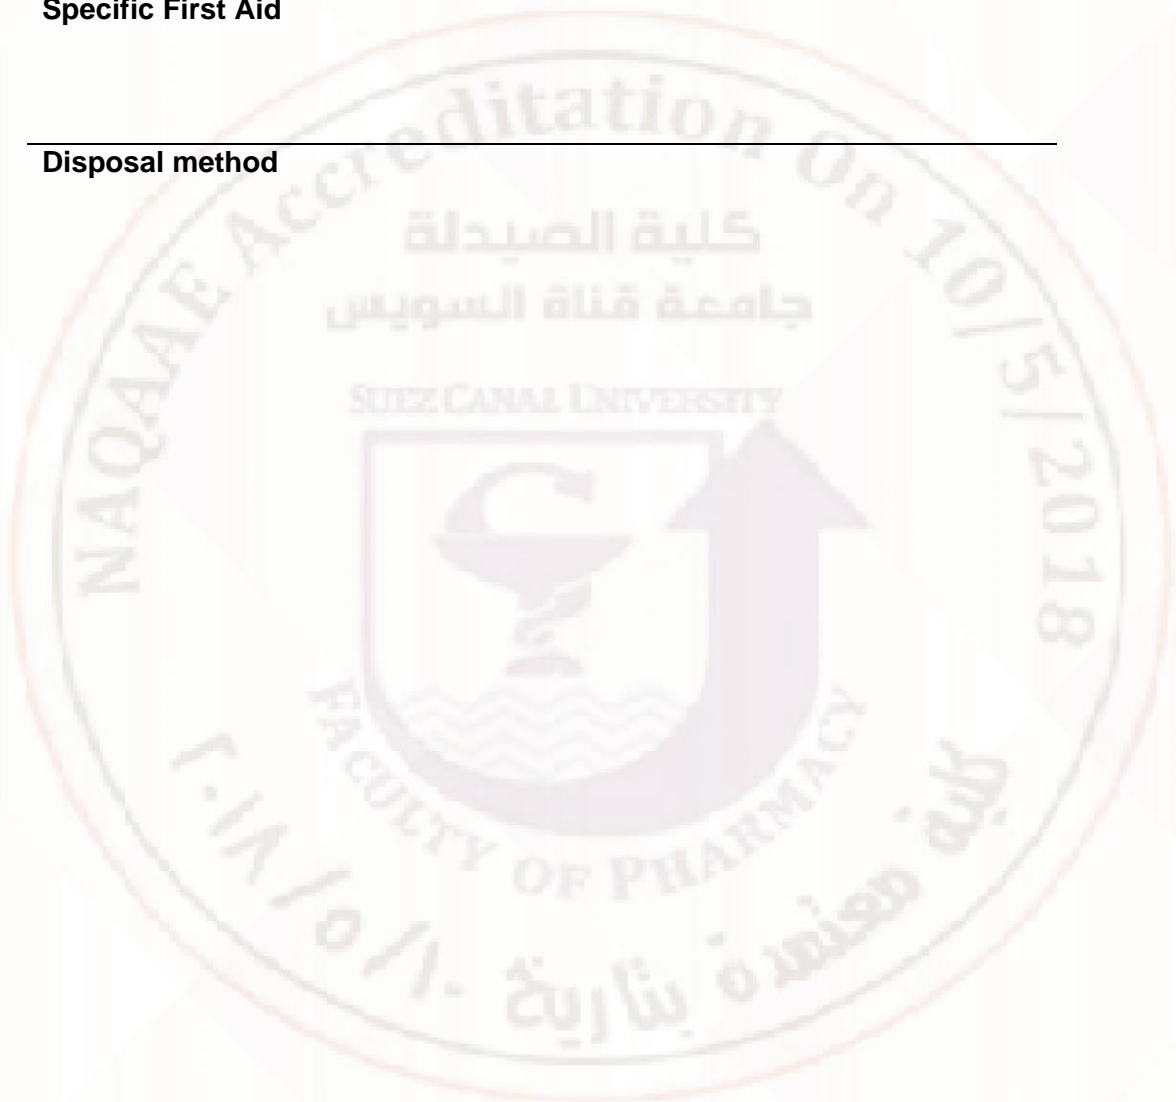 Specific First Aid
Disposal method
NAQAAE Accreditation On 10/5/2018
كلية الصيدلة
جامعة قناة السويس
SUEZ CANAL UNIVERSITY
FACULTY OF PHARMACY
كلية معتمدة بتاريخ ٢٠١٨/٥/١٠